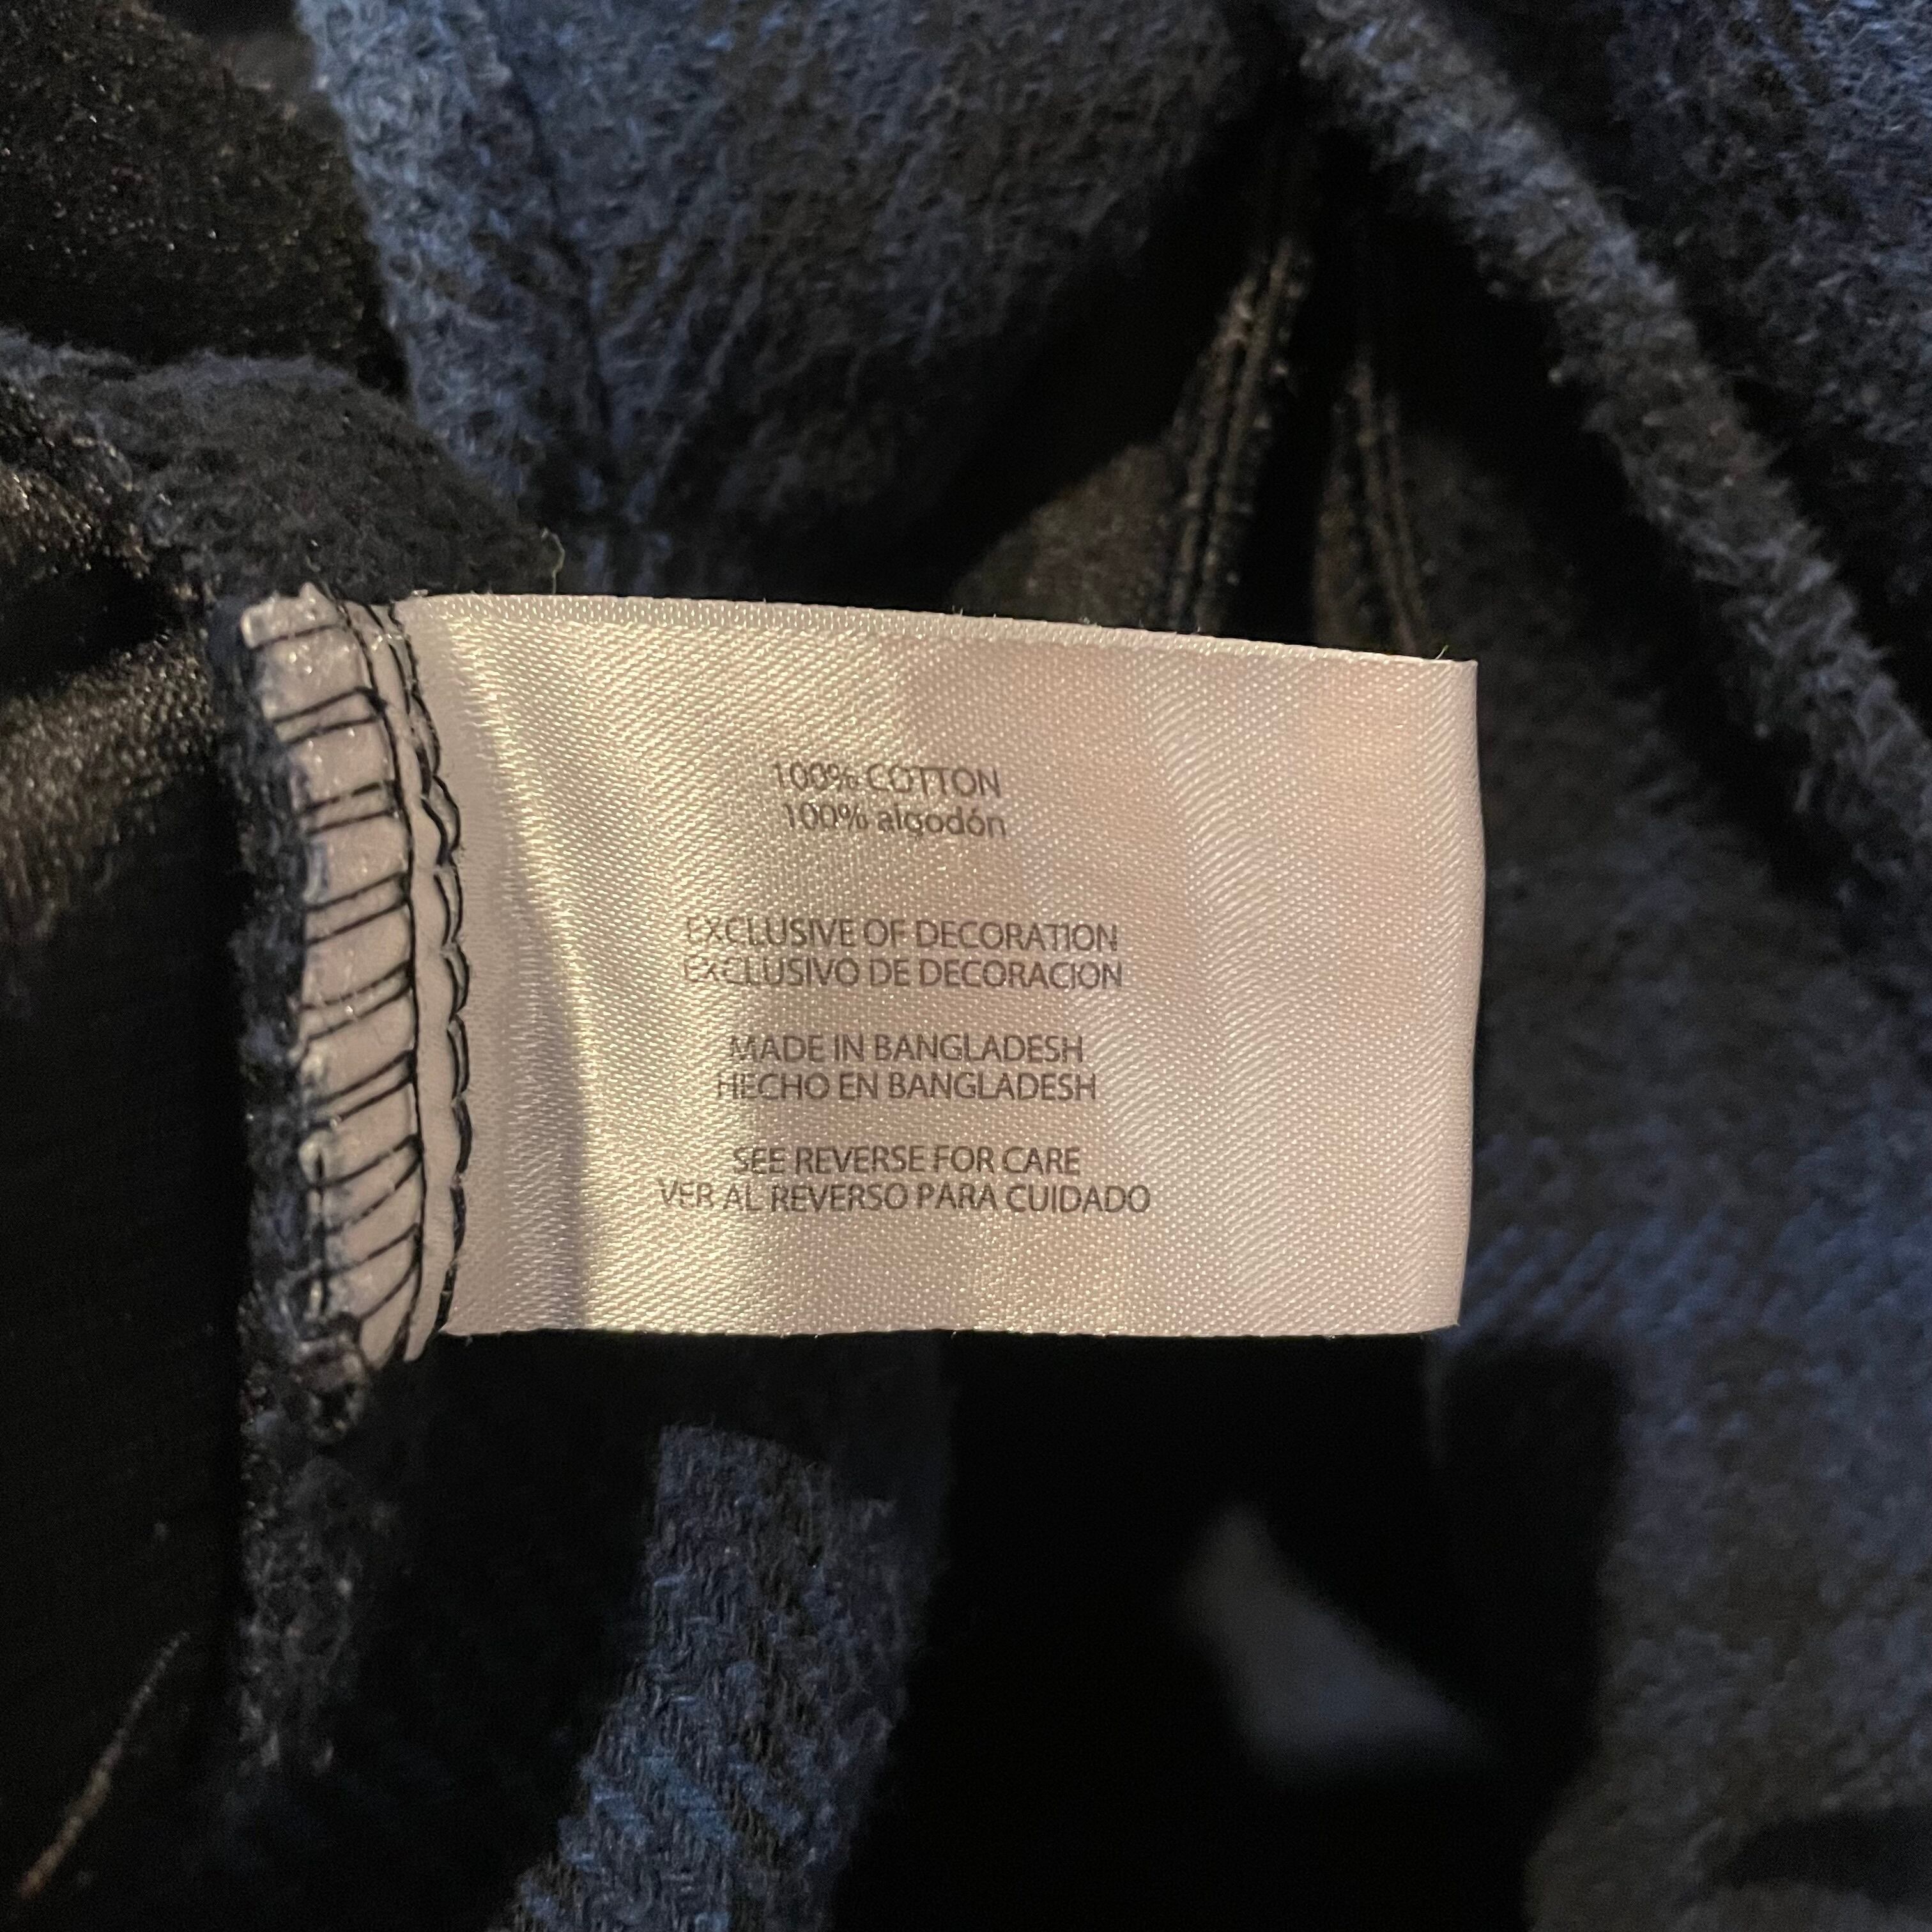 100% COTTON
100% algodón
EXCLUSIVE OF DECORATION
EXCLUSIVO DE DECORACION
MADE IN BANGLADESH
HECHO EN BANGLADESH
SEE REVERSE FOR CARE
VER AL REVERSO PARA CUIDADO